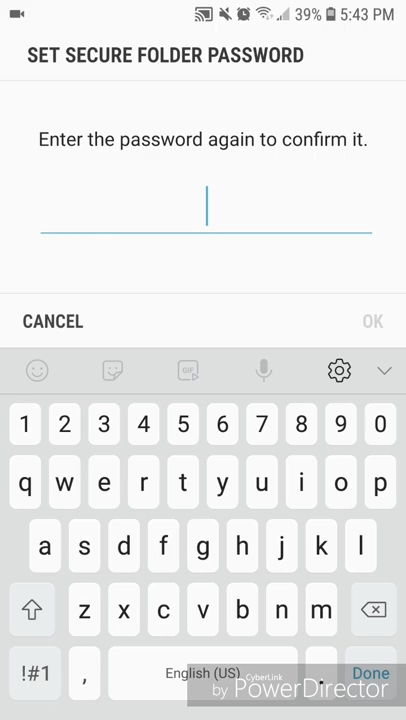 39% 5:43 PM
SET SECURE FOLDER PASSWORD
Enter the password again to confirm it.
CANCEL OK
GIF
1 2 3 4 5 6 7 8 9 0
q w e r t y u i o p
a s d f g h j k l
z x c v b n m
!#1 , English (US) . Done
CyberLink
by PowerDirector